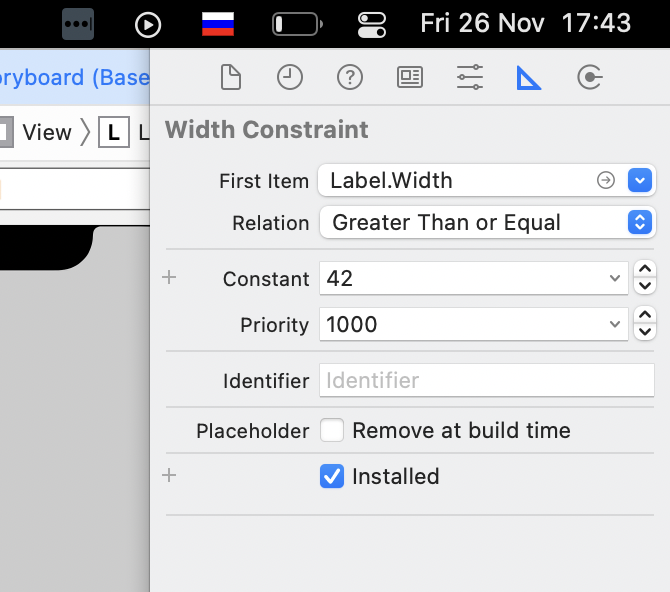 Fri 26 Nov 17:43
ryboard (Base
View L L
Width Constraint
First Item Label.Width
Relation Greater Than or Equal
Constant 42
Priority 1000
Identifier Identifier
Placeholder Remove at build time
Installed